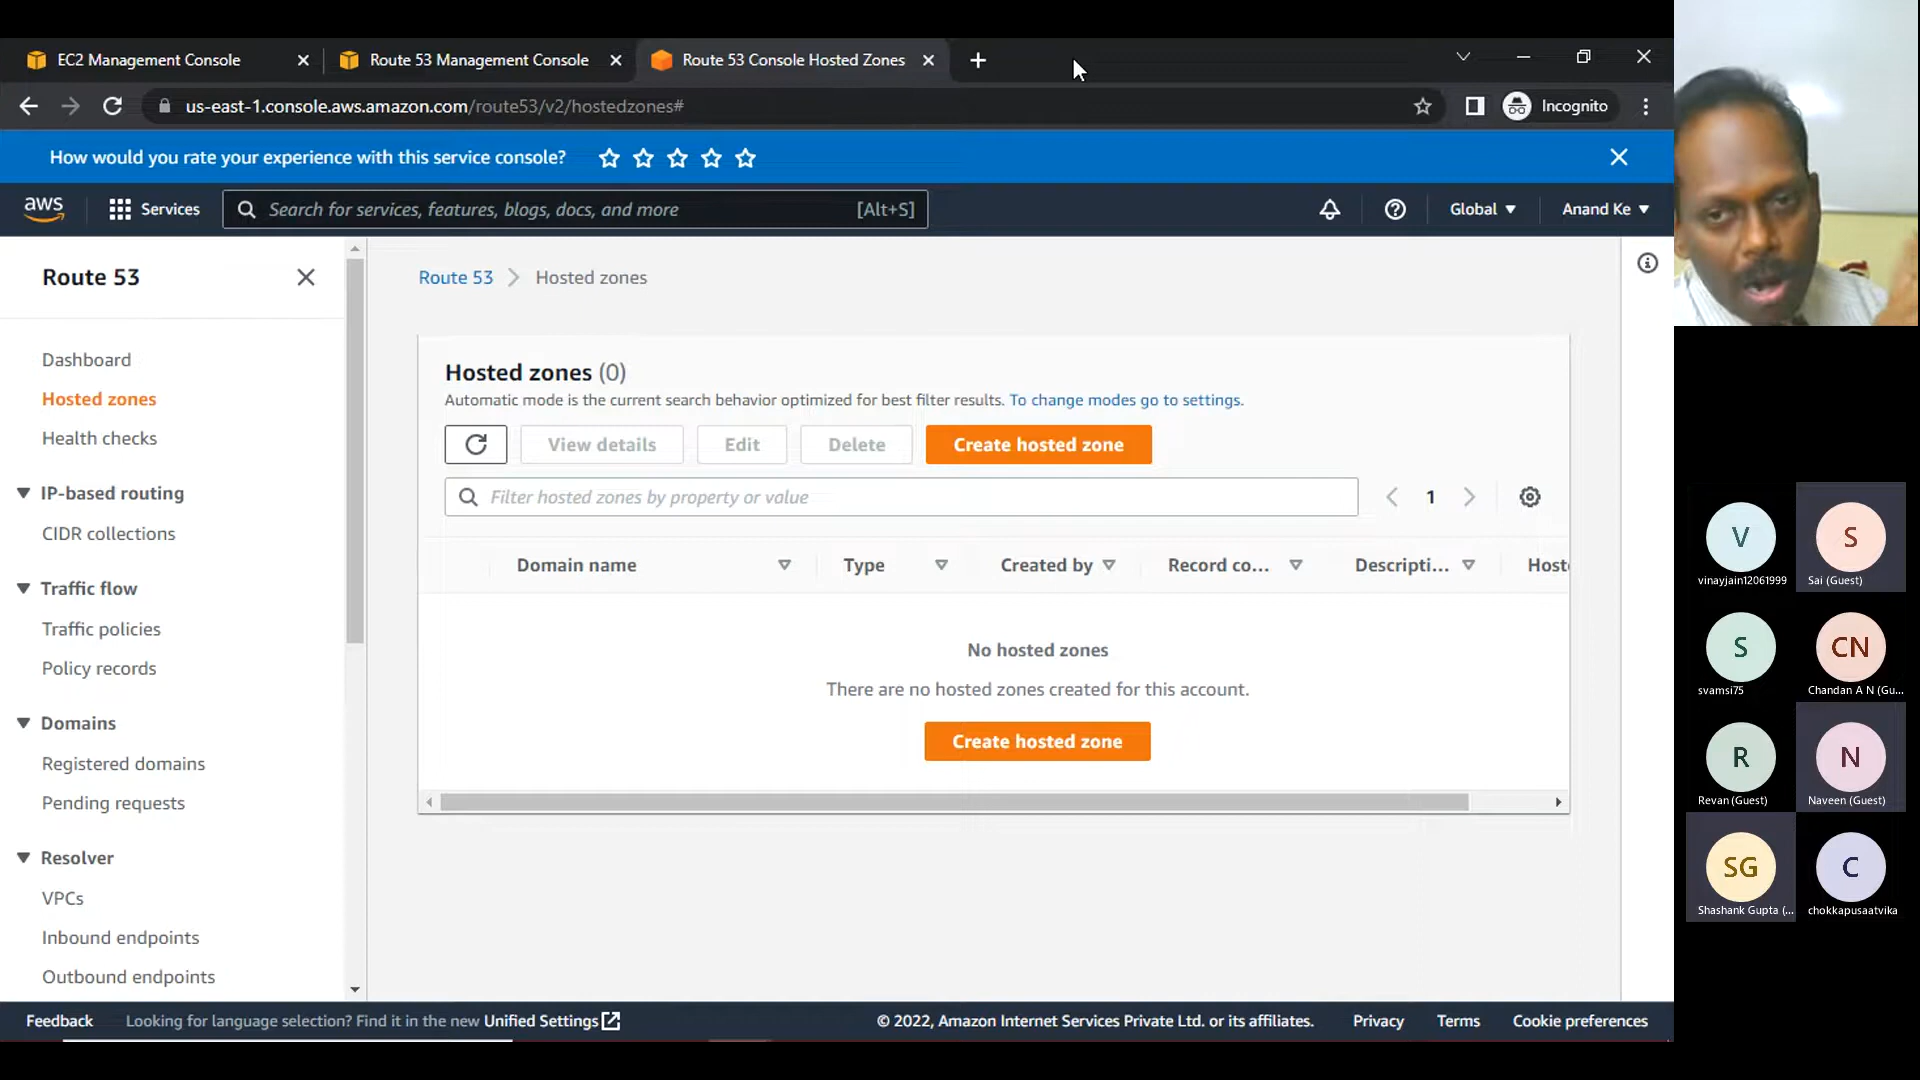 EC2 Management Console
Route 53 Management Console
Route 53 Console Hosted Zones
us-east-1.console.aws.amazon.com/route53/v2/hostedzones#
Incognito
How would you rate your experience with this service console?
aws
Services
Search for services, features, blogs, docs, and more
[Alt+S]
Global
Anand Ke
Route 53
Dashboard
Hosted zones
Health checks
IP-based routing
CIDR collections
Traffic flow
Traffic policies
Policy records
Domains
Registered domains
Pending requests
Resolver
VPCs
Inbound endpoints
Outbound endpoints
Route 53
Hosted zones
Hosted zones (0)
Automatic mode is the current search behavior optimized for best filter results. To change modes go to settings.
View details
Edit
Delete
Create hosted zone
Filter hosted zones by property or value
1
Domain name
Type
Created by
Record co...
Descripti...
Host
No hosted zones
There are no hosted zones created for this account.
Create hosted zone
V
vinayjain12061999
S
Sai (Guest)
S
svamsi75
CN
Chandan A N (Gu...
R
Revan (Guest)
N
Naveen (Guest)
SG
Shashank Gupta (...
C
chokkapusaatvika
Feedback
Looking for language selection? Find it in the new Unified Settings
© 2022, Amazon Internet Services Private Ltd. or its affiliates.
Privacy
Terms
Cookie preferences